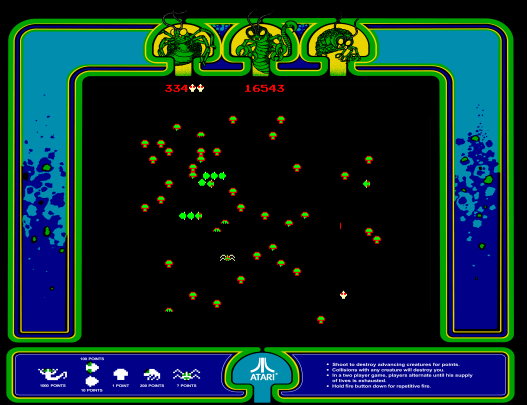 334 16543
100 POINTS
1000 POINTS
10 POINTS
1 POINT
200 POINTS
? POINTS
ATARI
• Shoot to destroy advancing creatures for points.
• Collisions with any creature will destroy you.
• In a two player game, players alternate until his supply
of lives is exhausted.
• Hold fire button down for repetitive fire.